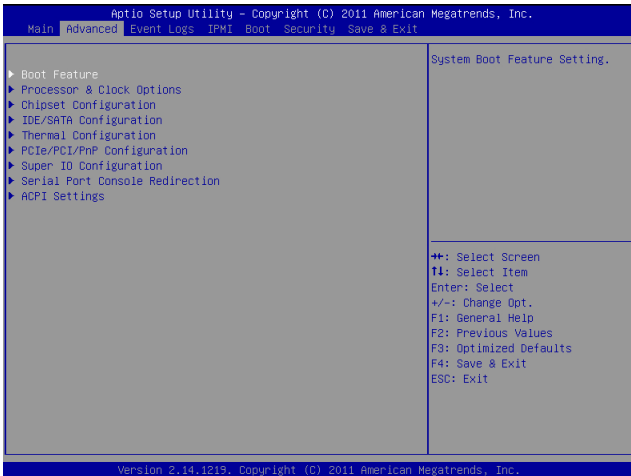 Aptio Setup Utility - Copyright (C) 2011 American Megatrends, Inc.
Main Advanced Event Logs IPMI Boot Security Save & Exit
Boot Feature
Processor & Clock Options
Chipset Configuration
IDE/SATA Configuration
Thermal Configuration
PCIe/PCI/PnP Configuration
Super IO Configuration
Serial Port Console Redirection
ACPI Settings
System Boot Feature Setting.
→←: Select Screen
↑↓: Select Item
Enter: Select
+/-: Change Opt.
F1: General Help
F2: Previous Values
F3: Optimized Defaults
F4: Save & Exit
ESC: Exit
Version 2.14.1219. Copyright (C) 2011 American Megatrends, Inc.